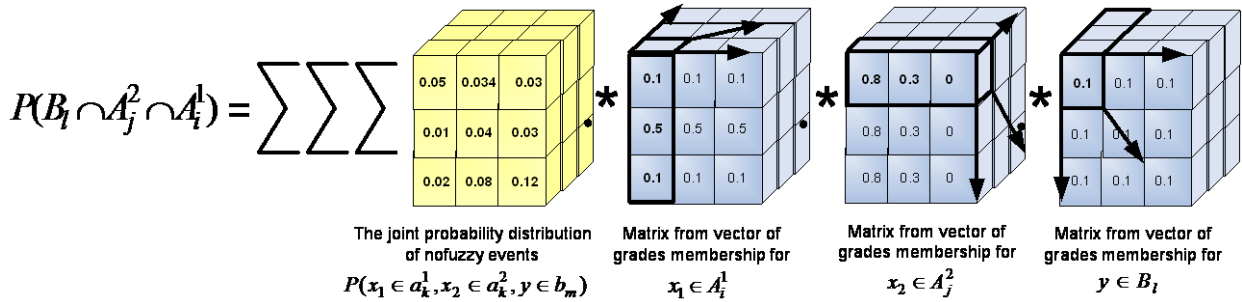 P(B_l ∩ A_j^2 ∩ A_i^1) = ∑ ∑ ∑ * * *
0.05 0.034 0.03 0.1 0.1 0.1 0.8 0.3 0 0.1
0.01 0.04 0.03 0.5 0.5 0.5 0.8 0.3 0 0.1 0.1 0.1
0.02 0.08 0.12 0.1 0.1 0.1 0.8 0.3 0 0.1 0.1 0.1
The joint probability distribution
of nofuzzy events
P(x_1 ∈ a_k^1, x_2 ∈ a_k^2, y ∈ b_m)
Matrix from vector of
grades membership for
x_1 ∈ A_i^1
Matrix from vector of
grades membership for
x_2 ∈ A_j^2
Matrix from vector of
grades membership for
y ∈ B_l